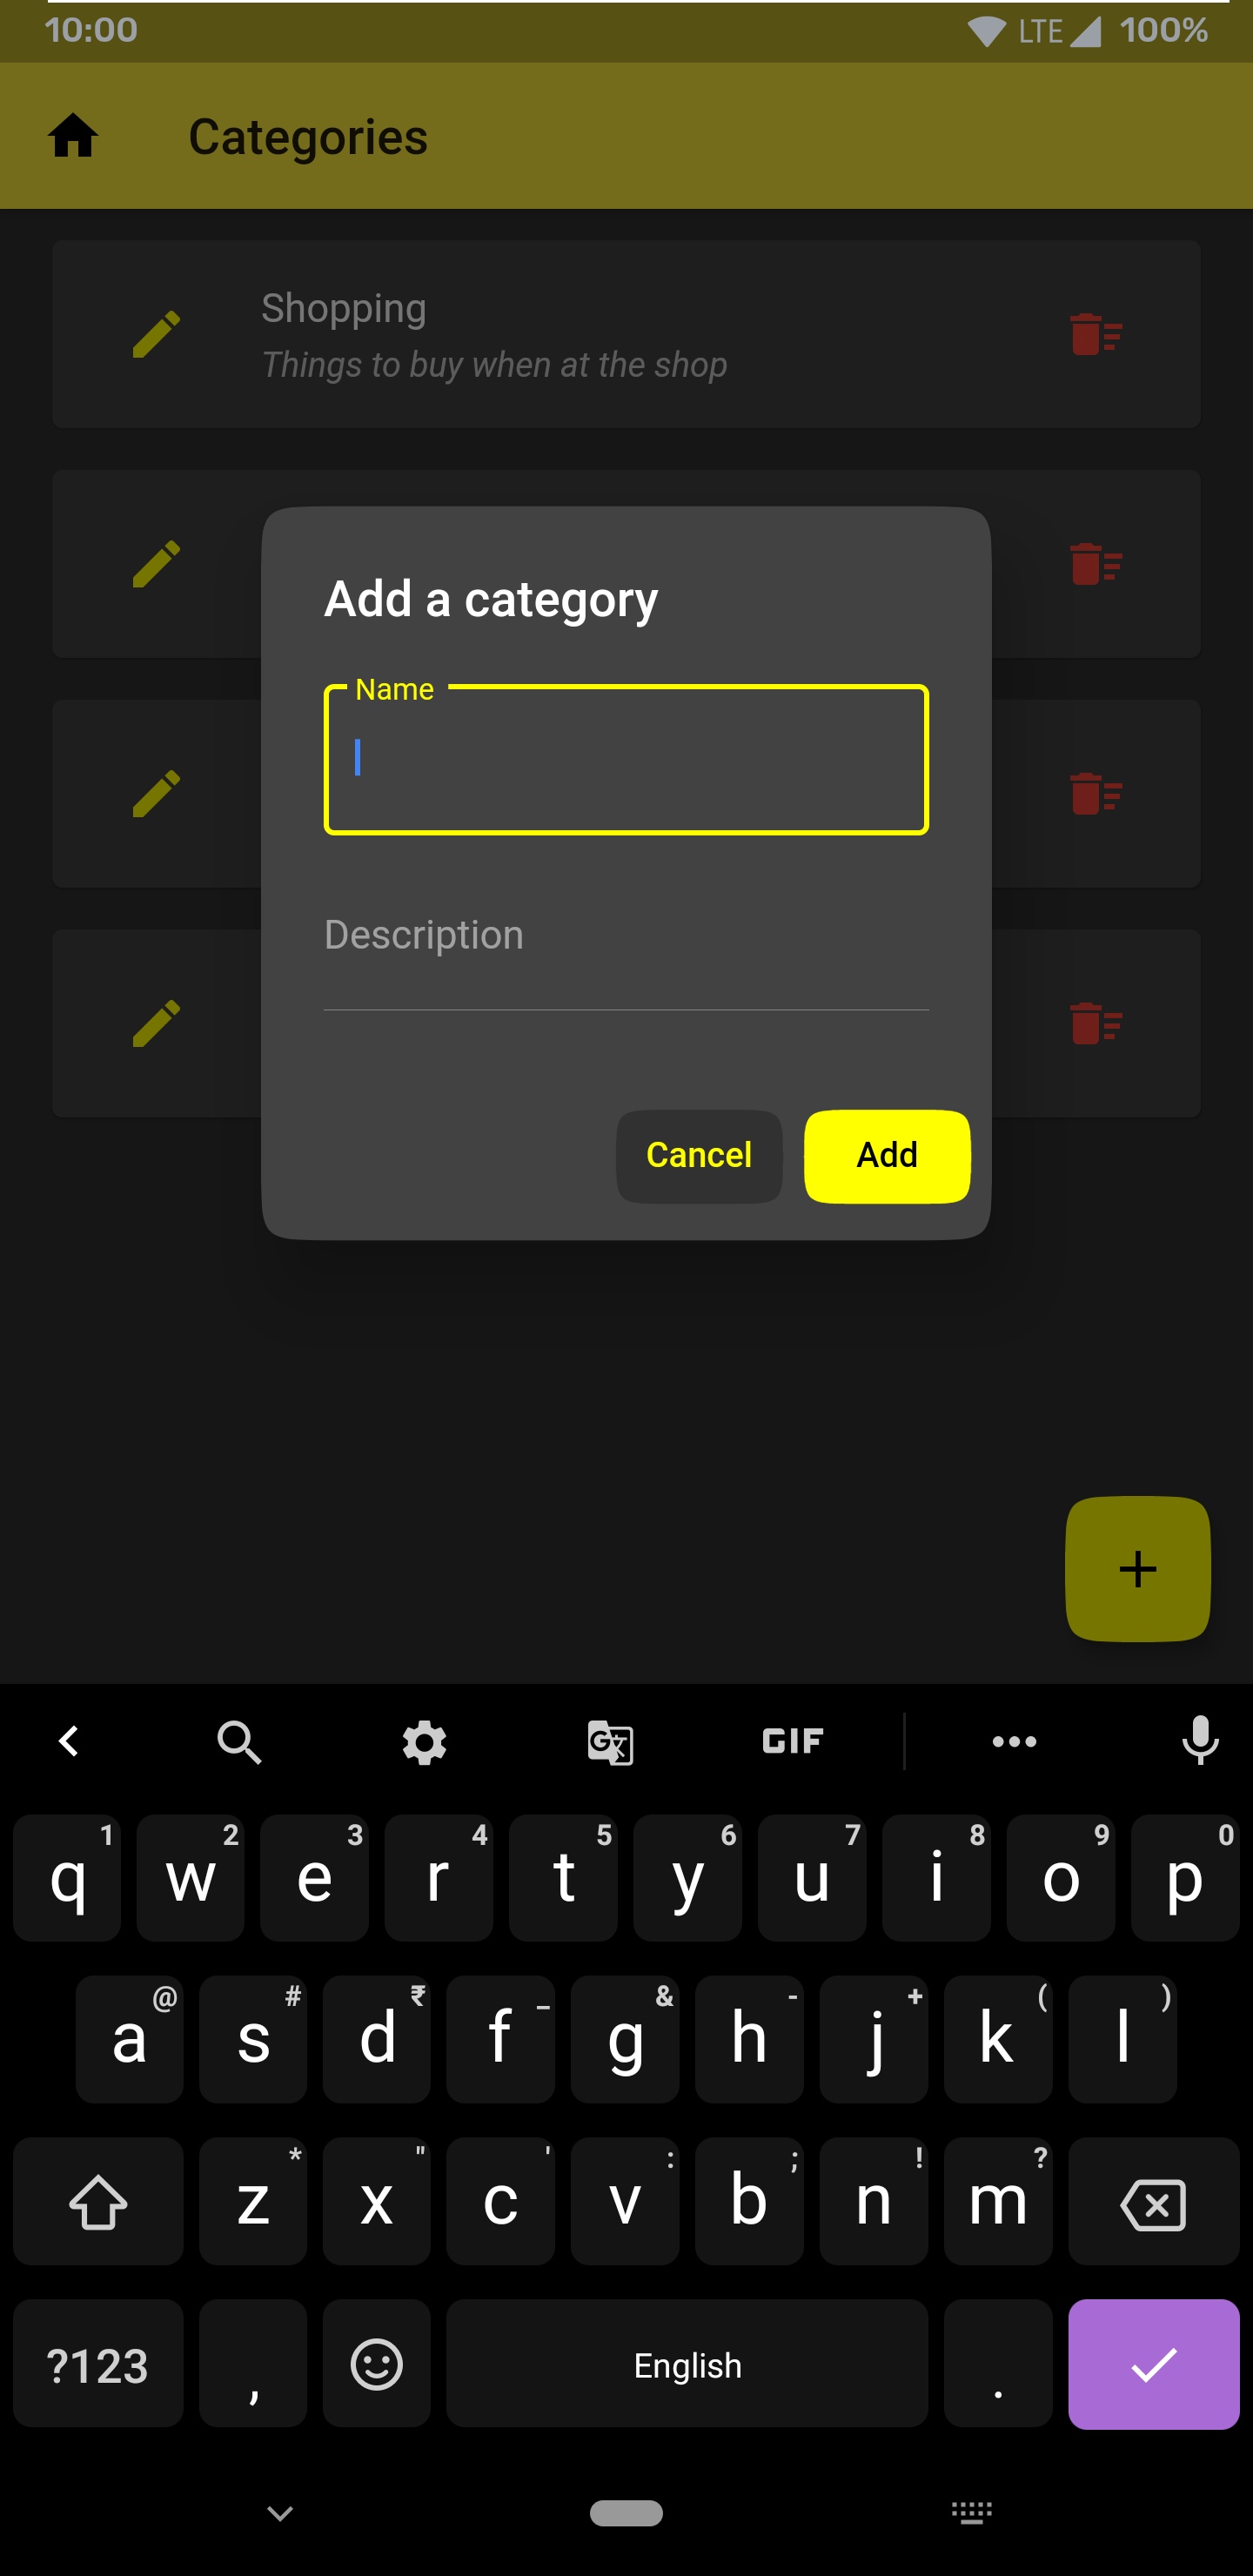 10:00 LTE 100%
Categories
Shopping
Things to buy when at the shop
Add a category
Name
Description
Cancel Add
GIF
1 2 3 4 5 6 7 8 9 0
q w e r t y u i o p
@ # ₹ _ & - + ( )
a s d f g h j k l
* " ' : ; ! ?
z x c v b n m
?123 , English .